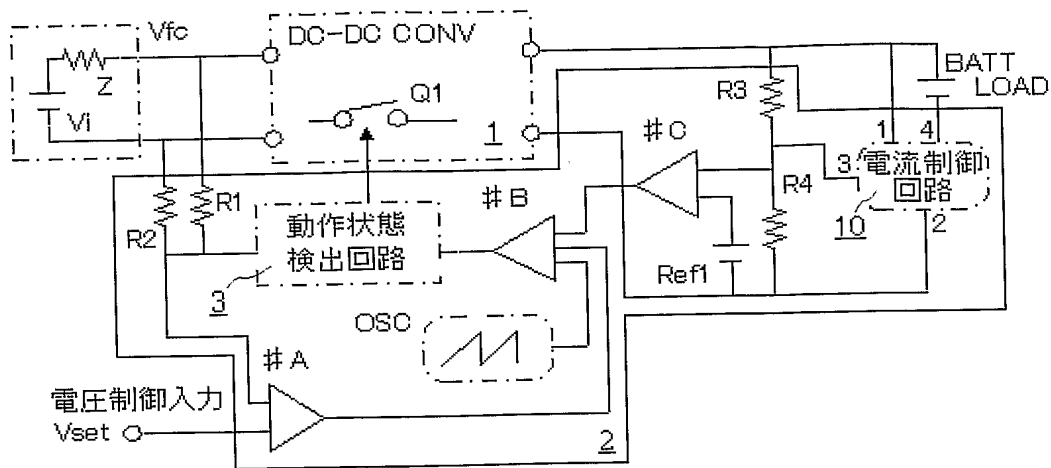 Vfc
DC-DC CONV
Z
Q1
Vi
1
BATT
LOAD
R3
1 4
♯C
3 電流制御
回路
R4
2
10
♯B
R1
R2
動作状態
検出回路
3
Ref1
OSC
♯A
電圧制御入力
Vset
2